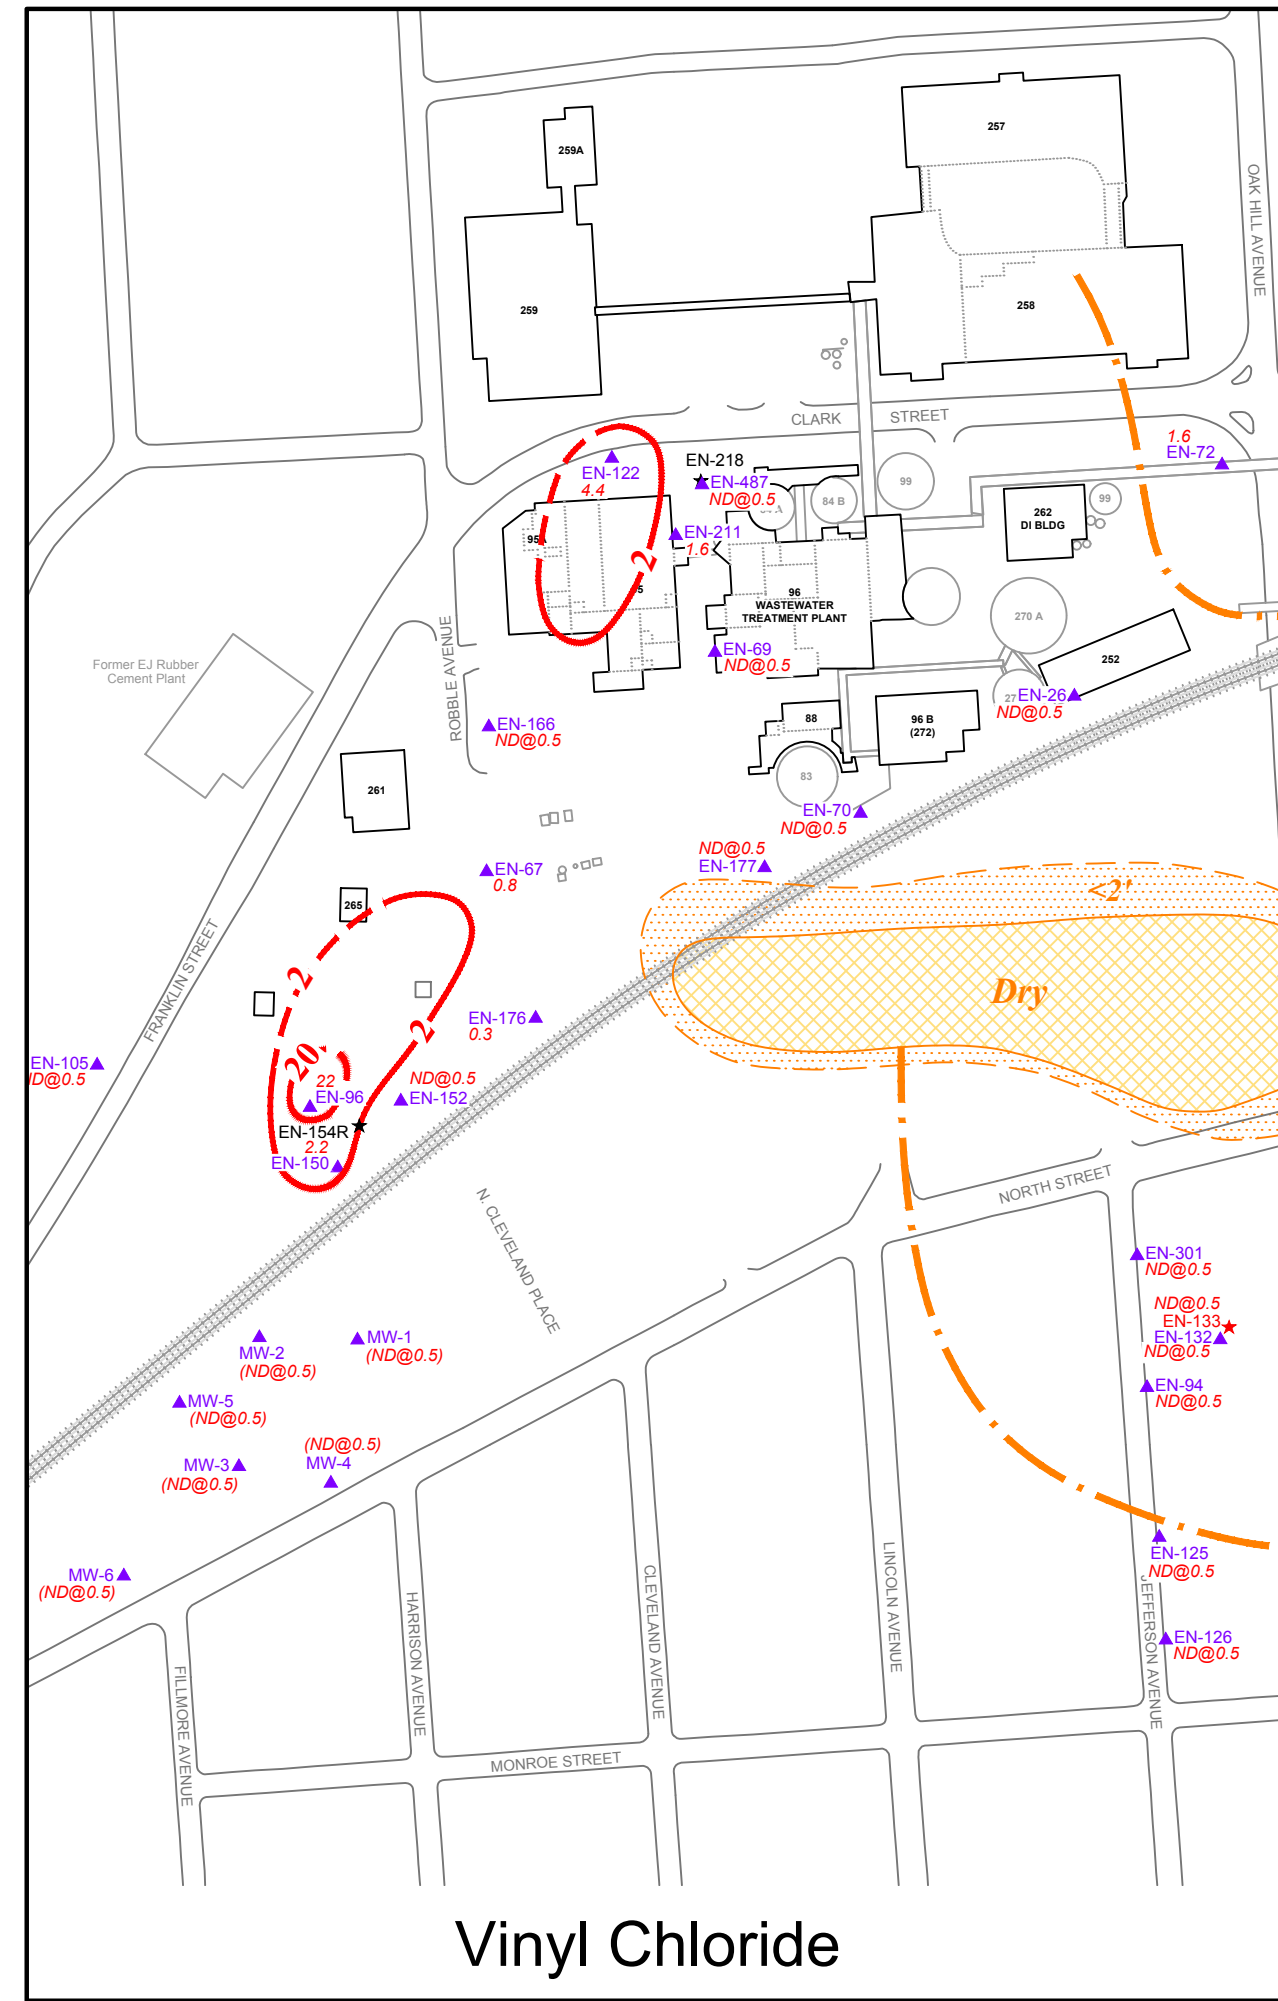 257
259A
OAK HILL AVENUE
259
258
CLARK STREET
1.6
EN-72
EN-218
EN-122
4.4
EN-487
ND@0.5
84 B
99
99
262
DI BLDG
EN-211
1.6
95A
2
96
WASTEWATER
TREATMENT PLANT
270 A
ROBBLE AVENUE
Former EJ Rubber
Cement Plant
EN-69
ND@0.5
252
EN-26
ND@0.5
EN-166
ND@0.5
88
96 B
(272)
261
83
EN-70
ND@0.5
ND@0.5
EN-177
EN-67
0.8
<2'
265
FRANKLIN STREET
2
Dry
EN-176
0.3
2
EN-105
20
22
EN-96
ND@0.5
EN-152
EN-154R
2.2
EN-150
NORTH STREET
N. CLEVELAND PLACE
EN-301
ND@0.5
ND@0.5
EN-133
EN-132
ND@0.5
MW-2
(ND@0.5)
MW-1
(ND@0.5)
EN-94
ND@0.5
MW-5
(ND@0.5)
(ND@0.5)
MW-4
MW-3
(ND@0.5)
EN-125
ND@0.5
MW-6
(ND@0.5)
HARRISON AVENUE
CLEVELAND AVENUE
LINCOLN AVENUE
JEFFERSON AVENUE
EN-126
ND@0.5
FILLMORE AVENUE
MONROE STREET
Vinyl Chloride